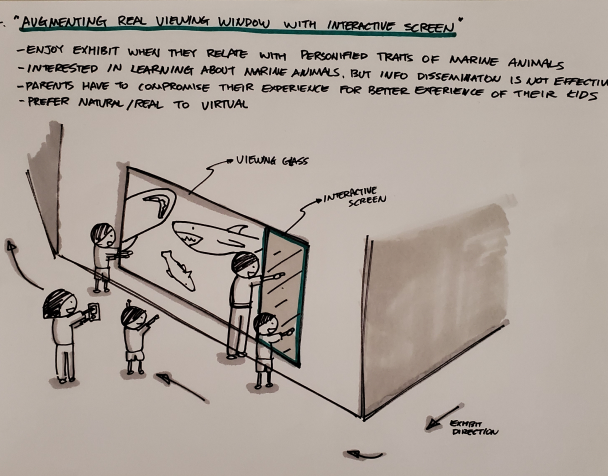 "AUGMENTING REAL VIEWING WINDOW WITH INTERACTIVE SCREEN"
-ENJOY EXHIBIT WHEN THEY RELATE WITH PERSONIFIED TRAITS OF MARINE ANIMALS
-INTERESTED IN LEARNING ABOUT MARINE ANIMALS, BUT INFO DISSEMINATON IS NOT EFFECTIV
-PARENTS HAVE TO COMPROMISE THEIR EXPERIENCE FOR BETTER EXPERIENCE OF THEIR KIDS
- PREFER NATURAL/REAL TO VIRTUAL
VIEWING GLASS
INTERACTIVE
SCREEN
EXHIBIT
DIRECTION